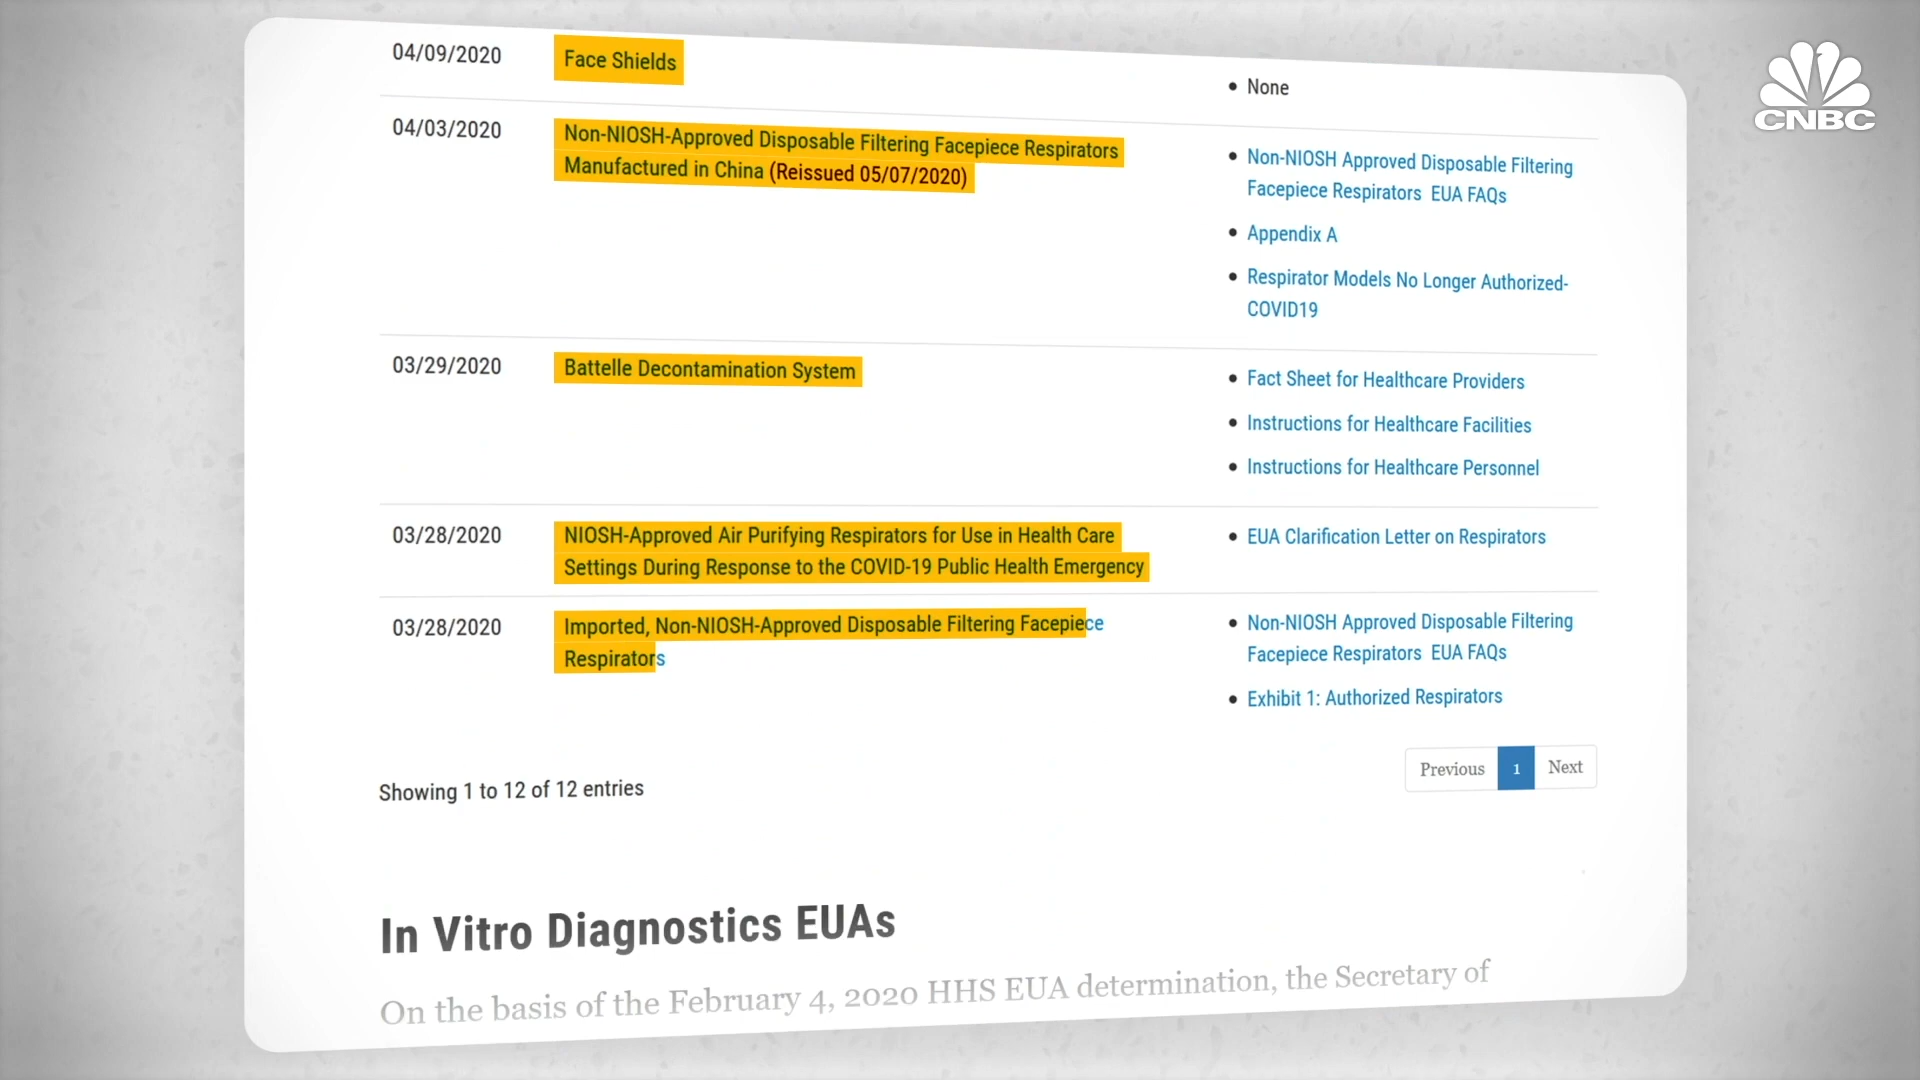 04/09/2020
Face Shields
None
CNBC
04/03/2020
Non-NIOSH-Approved Disposable Filtering Facepiece Respirators
Manufactured in China (Reissued 05/07/2020)
Non-NIOSH Approved Disposable Filtering
Facepiece Respirators EUA FAQs
Appendix A
Respirator Models No Longer Authorized-
COVID19
03/29/2020
Battelle Decontamination System
Fact Sheet for Healthcare Providers
Instructions for Healthcare Facilities
Instructions for Healthcare Personnel
03/28/2020
NIOSH-Approved Air Purifying Respirators for Use in Health Care
Settings During Response to the COVID-19 Public Health Emergency
EUA Clarification Letter on Respirators
03/28/2020
Imported, Non-NIOSH-Approved Disposable Filtering Facepiece
Respirators
Non-NIOSH Approved Disposable Filtering
Facepiece Respirators EUA FAQs
Exhibit 1: Authorized Respirators
Previous 1 Next
Showing 1 to 12 of 12 entries
In Vitro Diagnostics EUAs
On the basis of the February 4, 2020 HHS EUA determination, the Secretary of